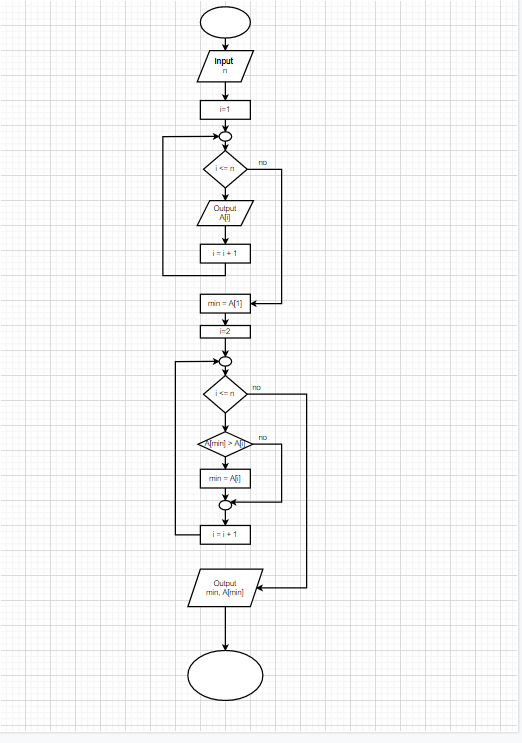 Input
n
i=1
i <= n
no
Output
A[i]
i = i + 1
min = A[1]
i=2
i <= n
no
A[min] > A[i]
no
min = A[i]
i = i + 1
Output
min, A[min]